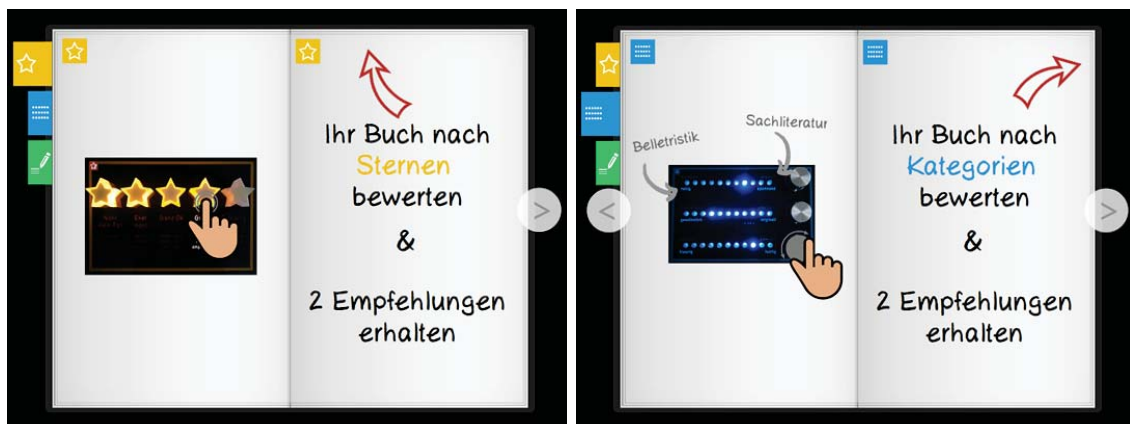 Ihr Buch nach
Sternen
bewerten
&
2 Empfehlungen
erhalten
>
Belletristik
Sachliteratur
Ihr Buch nach
Kategorien
bewerten
&
2 Empfehlungen
erhalten
<
>